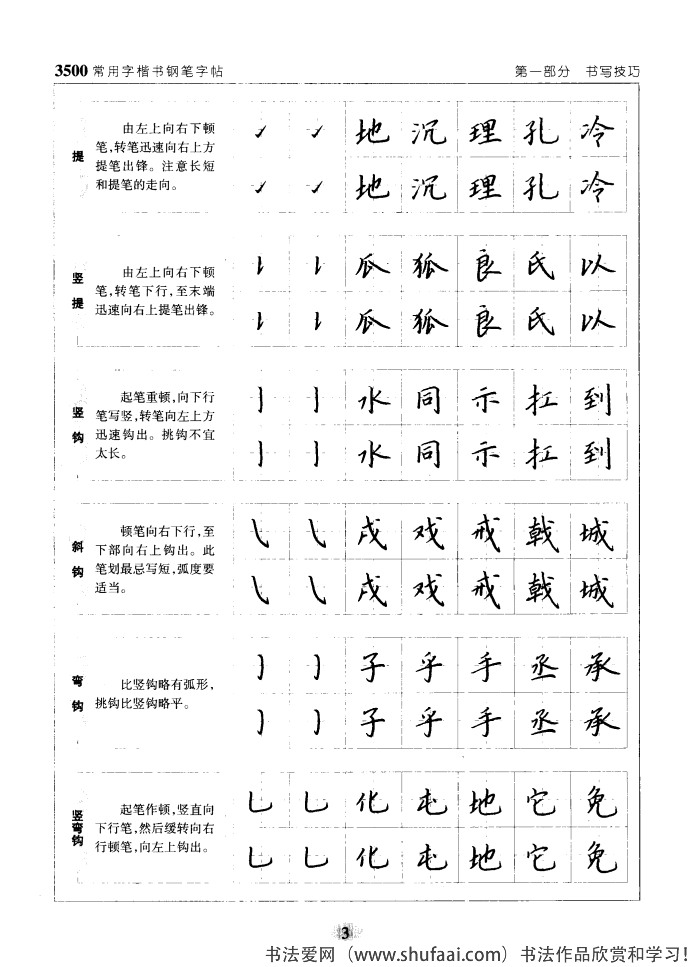 3500常用字楷书钢笔字帖
第一部分 书写技巧
提
由左上向右下顿
笔,转笔迅速向右上方
提笔出锋。注意长短
和提笔的走向。
地 沉 理 孔 冷
地 沉 理 孔 冷
竖提
由左上向右下顿
笔,转笔下行,至末端
迅速向右上提笔出锋。
瓜 狐 良 氏 以
瓜 狐 良 氏 以
竖钩
起笔重顿,向下行
笔写竖,转笔向左上方
迅速钩出。挑钩不宜
太长。
水 同 示 扛 到
水 同 示 扛 到
斜钩
顿笔向右下行,至
下部向右上钩出。此
笔划最忌写短,弧度要
适当。
戍 戏 戒 戟 城
戍 戏 戒 戟 城
弯钩
比竖钩略有弧形,
挑钩比竖钩略平。
子 乎 手 丞 承
子 乎 手 丞 承
竖弯钩
起笔作顿,竖直向
下行笔,然后缓转向右
行顿笔,向左上钩出。
化 屯 地 它 免
化 屯 地 它 免
3
书法爱网（www.shufaai.com）书法作品欣赏和学习!